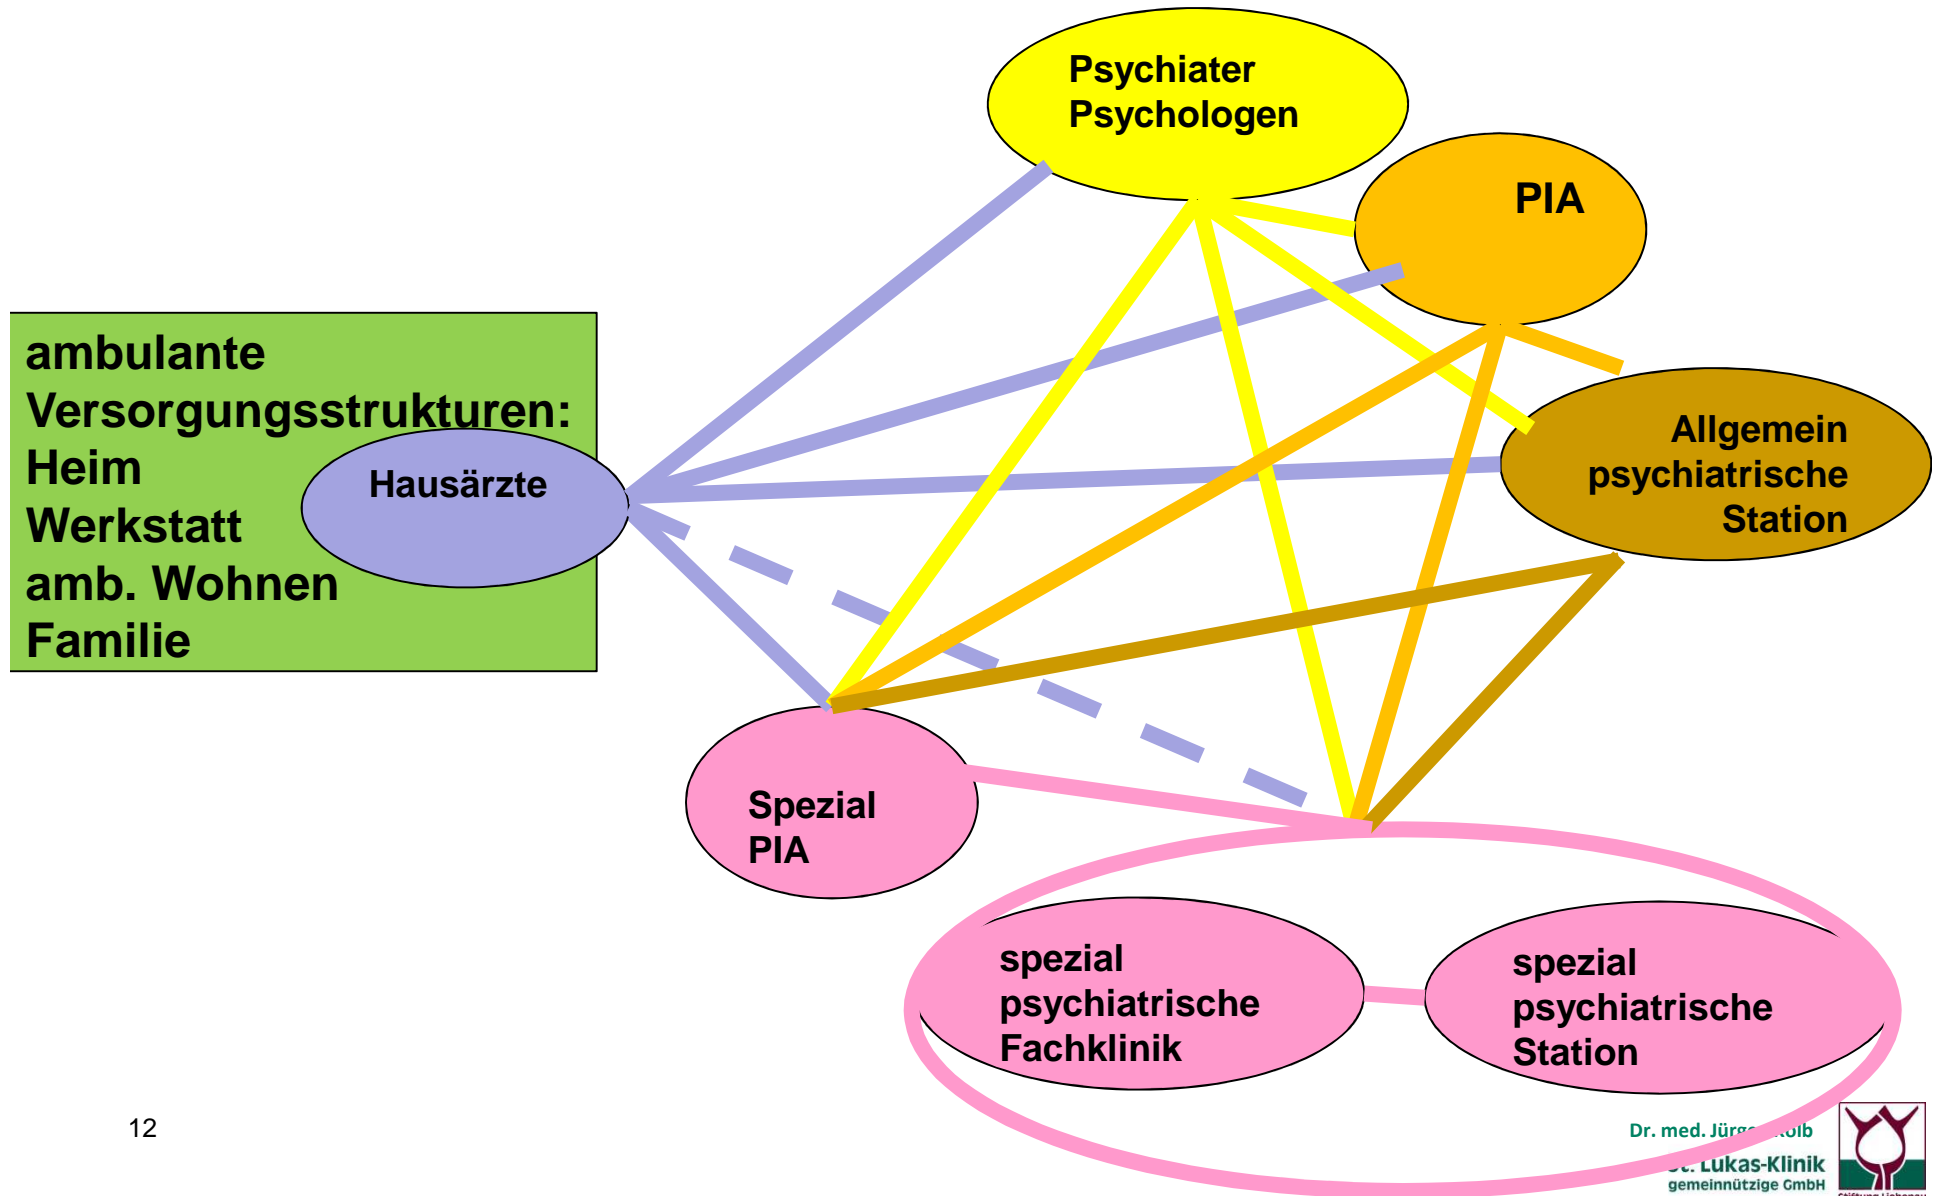 Psychiater
Psychologen
PIA
ambulante
Versorgungsstrukturen:
Heim
Werkstatt
amb. Wohnen
Familie
Hausärzte
Allgemein
psychiatrische
Station
Spezial
PIA
spezial
psychiatrische
Fachklinik
spezial
psychiatrische
Station
12
Dr. med.
St. Lukas-Klinik
gemeinnützige GmbH